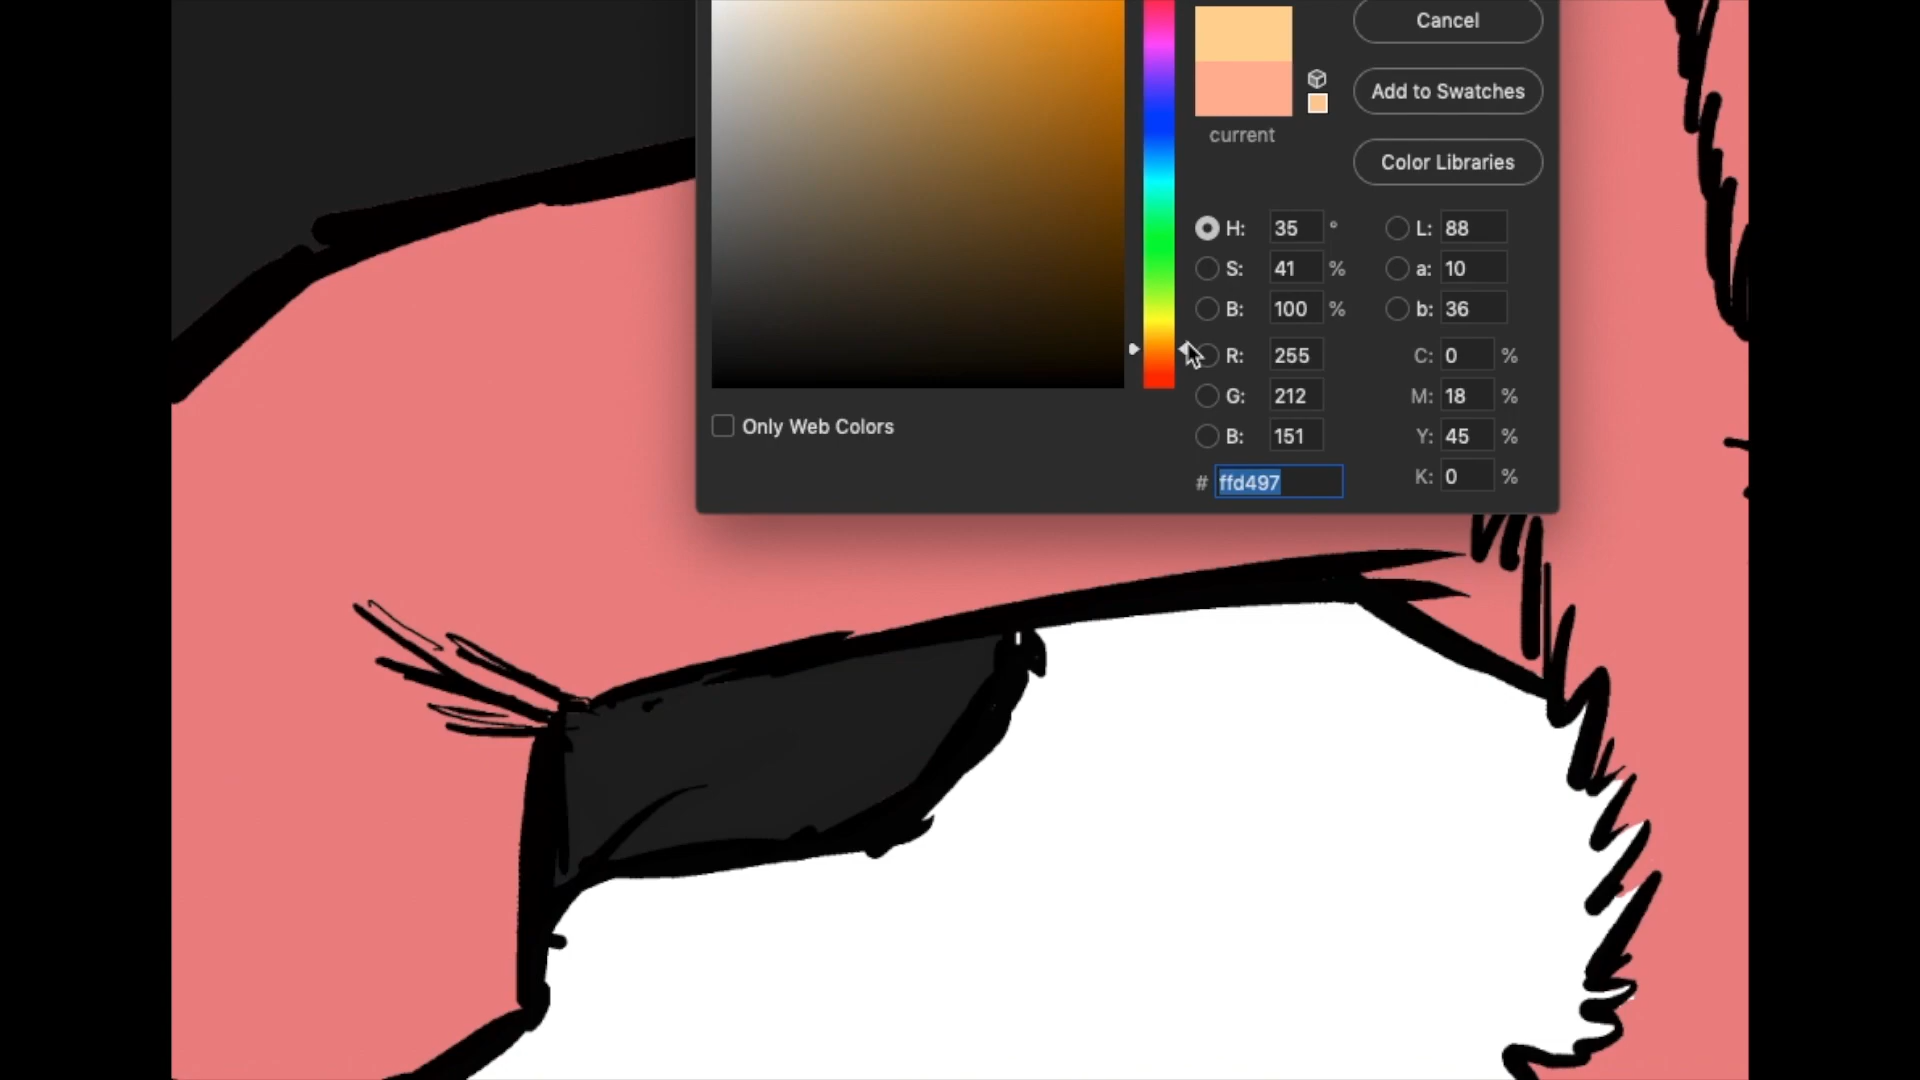 Cancel
Add to Swatches
current
Color Libraries
H: 35 ° L: 88
S: 41 % a: 10
B: 100 % b: 36
R: 255 C: 0 %
G: 212 M: 18 %
Only Web Colors B: 151 Y: 45 %
# ffd497 K: 0 %